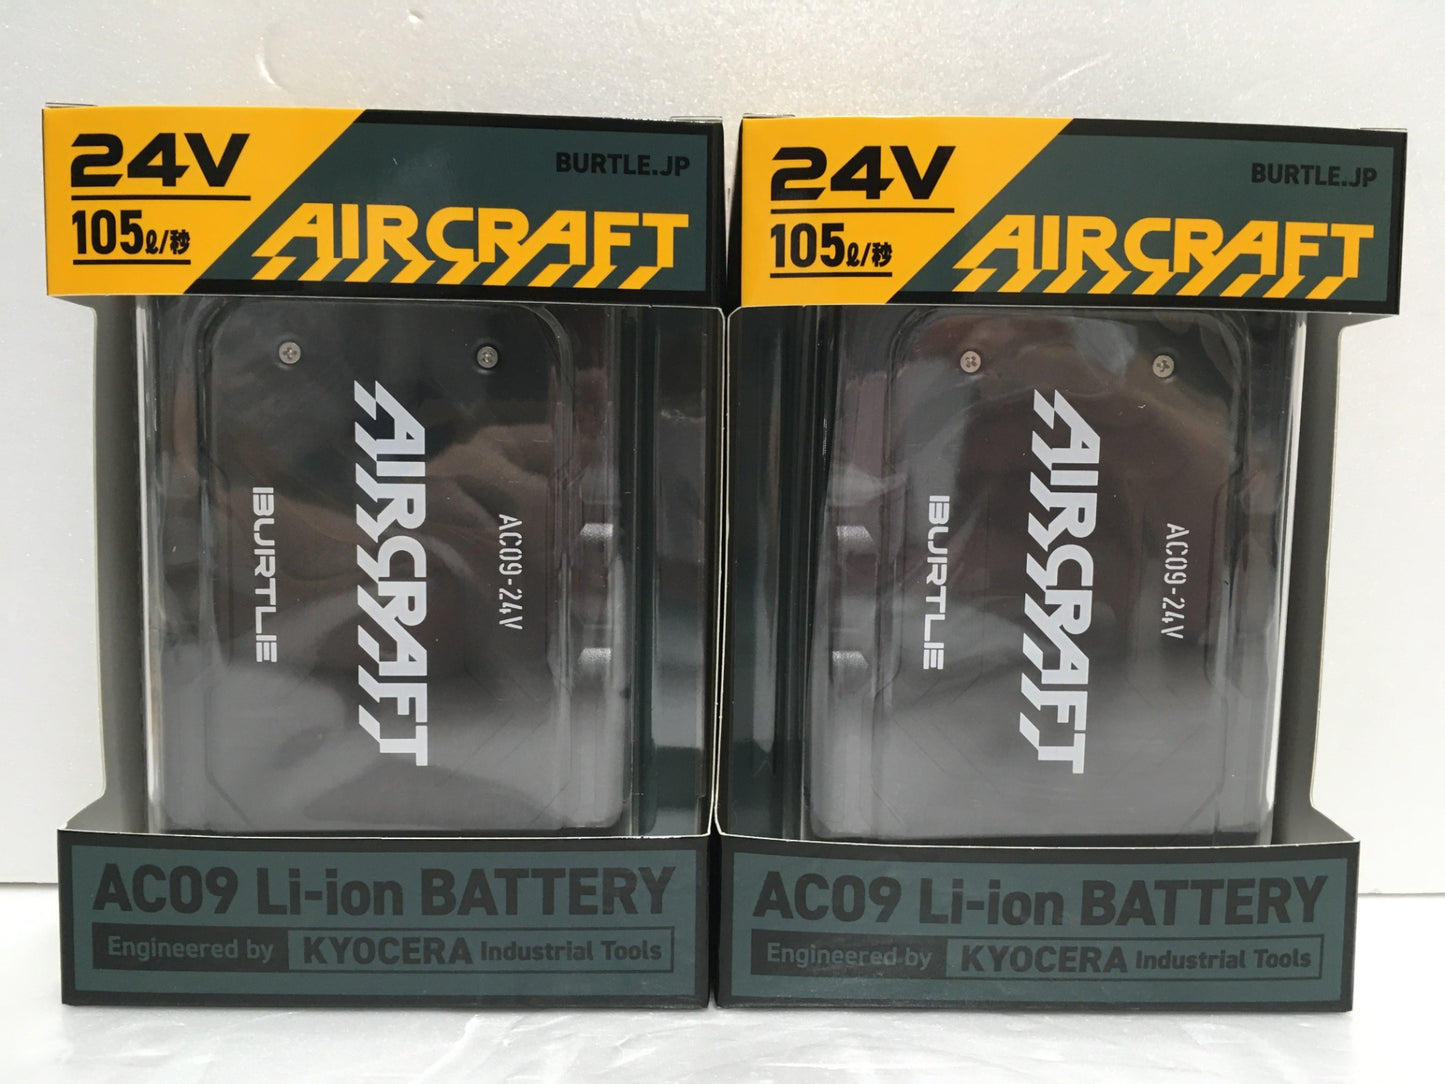 24V
105ℓ/秒
BURTLE.JP
AIRCRAFT
BURTLE
AIRCRAFT
AC09-24V
AC09 Li-ion BATTERY
Engineered by KYOCERA Industrial Tools
24V
105ℓ/秒
BURTLE.JP
AIRCRAFT
BURTLE
AIRCRAFT
AC09-24V
AC09 Li-ion BATTERY
Engineered by KYOCERA Industrial Tools